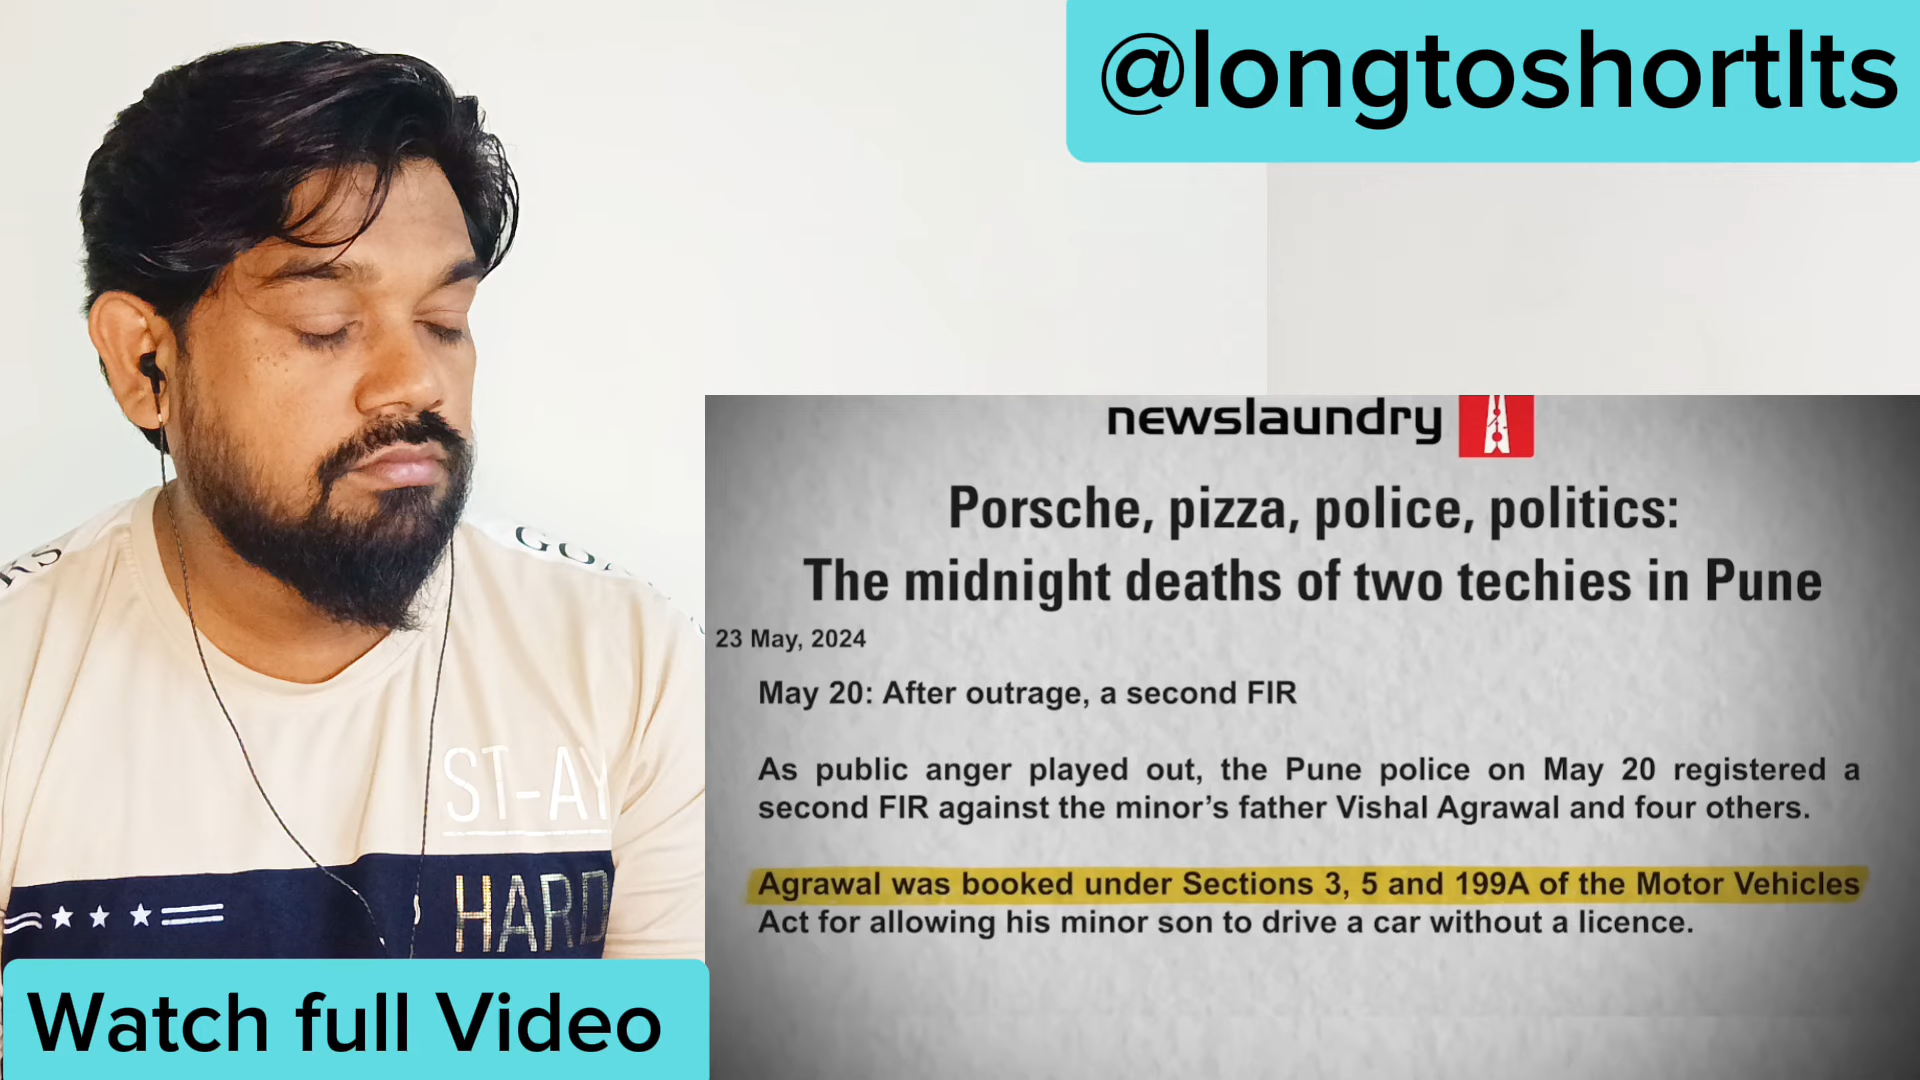 @longtoshortIts
newslaundry
Porsche, pizza, police, politics:
The midnight deaths of two techies in Pune
23 May, 2024
May 20: After outrage, a second FIR
As public anger played out, the Pune police on May 20 registered a
second FIR against the minor's father Vishal Agrawal and four others.
Agrawal was booked under Sections 3, 5 and 199A of the Motor Vehicles
Act for allowing his minor son to drive a car without a licence.
ST-AY
HARD
Watch full Video